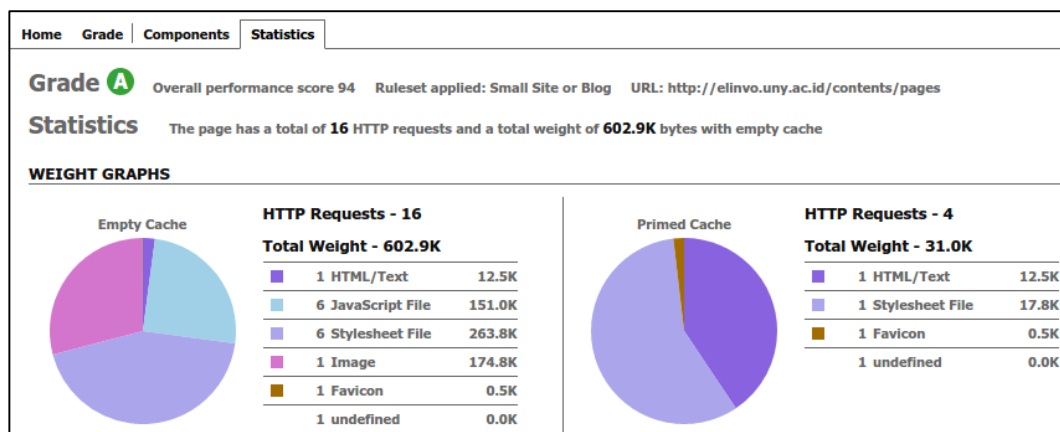 Home Grade Components Statistics
Grade A Overall performance score 94 Ruleset applied: Small Site or Blog URL: http://elinvo.uny.ac.id/contents/pages
Statistics The page has a total of 16 HTTP requests and a total weight of 602.9K bytes with empty cache
WEIGHT GRAPHS
Empty Cache
HTTP Requests - 16
Total Weight - 602.9K
1 HTML/Text 12.5K
6 JavaScript File 151.0K
6 Stylesheet File 263.8K
1 Image 174.8K
1 Favicon 0.5K
1 undefined 0.0K
Primed Cache
HTTP Requests - 4
Total Weight - 31.0K
1 HTML/Text 12.5K
1 Stylesheet File 17.8K
1 Favicon 0.5K
1 undefined 0.0K